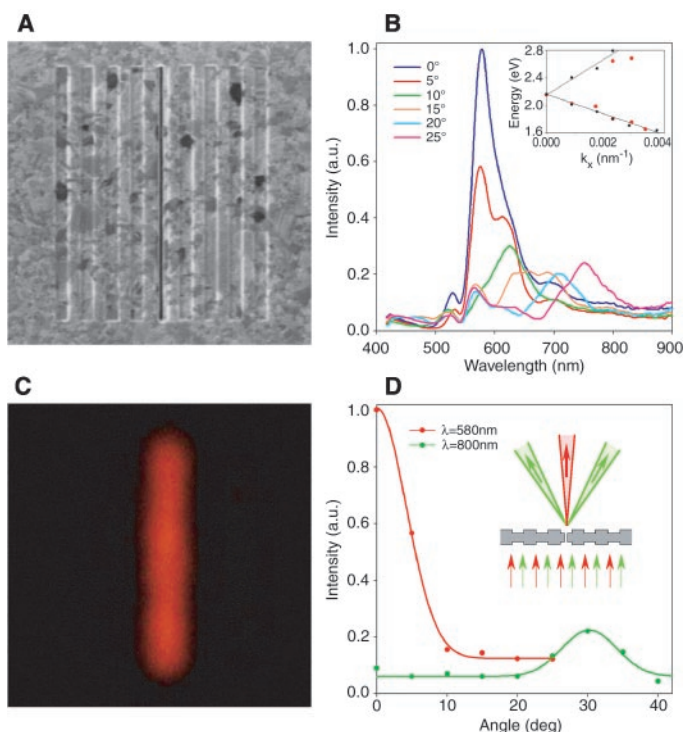 A
B
0°
5°
10°
15°
20°
25°
Intensity (a.u.)
1.0
0.8
0.6
0.4
0.2
0.0
400 500 600 700 800 900
Wavelength (nm)
Energy (eV)
2.8
2.4
2.0
1.6
0.000 0.002 0.004
kx (nm⁻¹)
C
D
λ=580nm
λ=800nm
Intensity (a.u.)
1.0
0.8
0.6
0.4
0.2
0.0
0 10 20 30 40
Angle (deg)